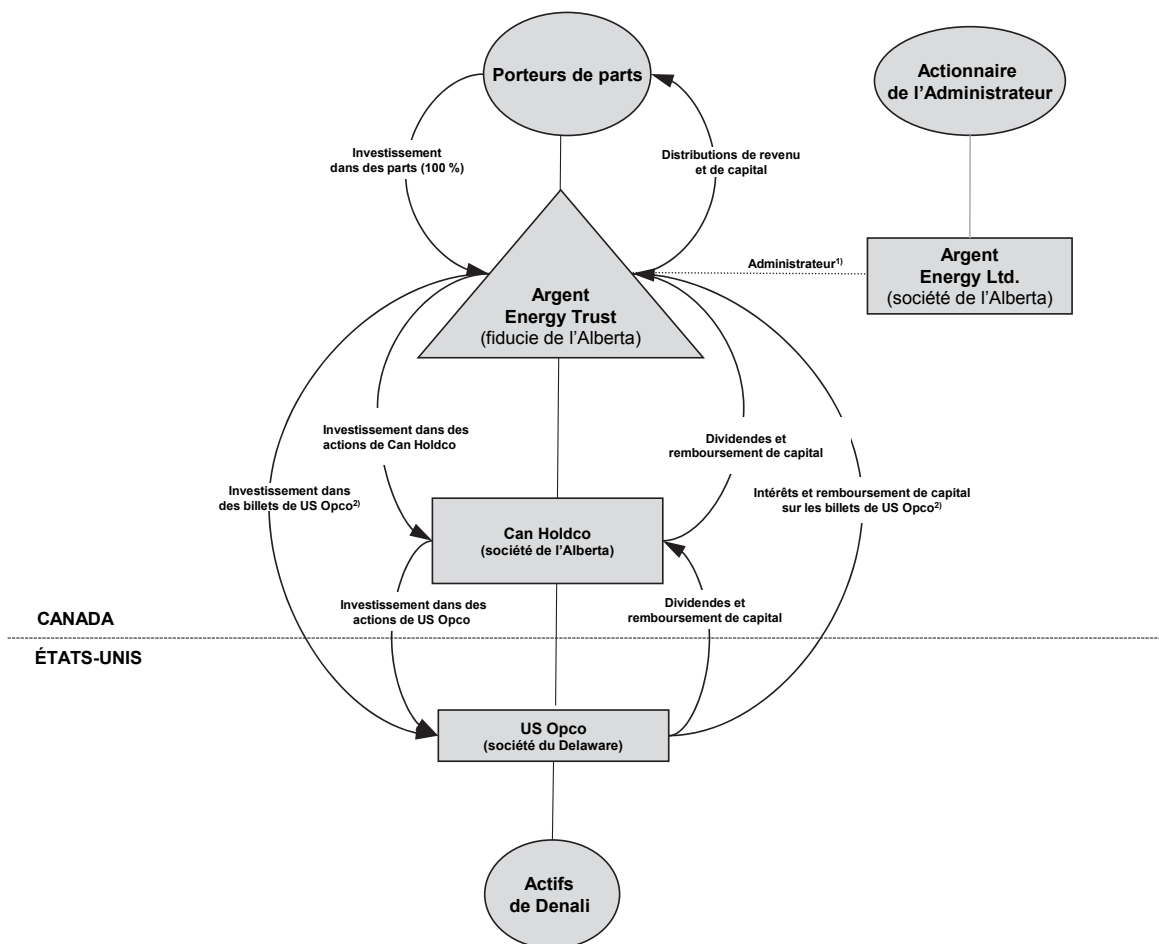 Porteurs de parts
Actionnaire
de l’Administrateur
Investissement
dans des parts (100 %)
Distributions de revenu
et de capital
Administrateur¹⁾
Argent
Energy Ltd.
(société de l’Alberta)
Argent
Energy Trust
(fiducie de l’Alberta)
Investissement dans des
actions de Can Holdco
Dividendes et
remboursement de capital
Investissement dans
des billets de US Opco²⁾
Intérêts et remboursement de capital
sur les billets de US Opco²⁾
Can Holdco
(société de l’Alberta)
Investissement dans des
actions de US Opco
Dividendes et
remboursement de capital
CANADA
ÉTATS-UNIS
US Opco
(société du Delaware)
Actifs
de Denali